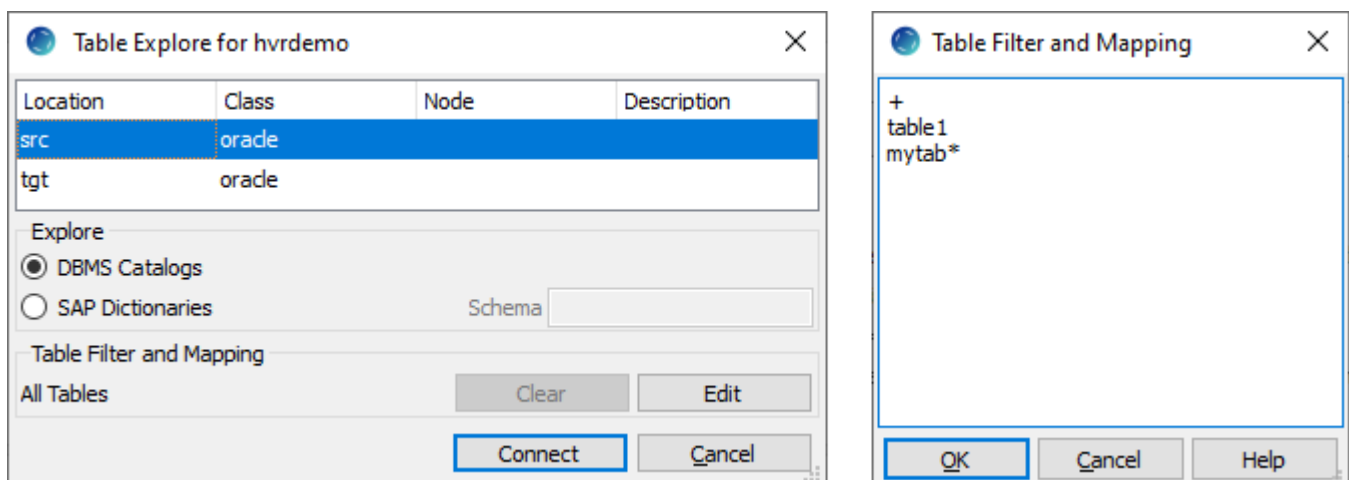 Table Explore for hvrdemo
Location Class Node Description
src oracle
tgt oracle
Explore
DBMS Catalogs
SAP Dictionaries Schema
Table Filter and Mapping
All Tables Clear Edit
Connect Cancel
Table Filter and Mapping
+
table1
mytab*
OK Cancel Help